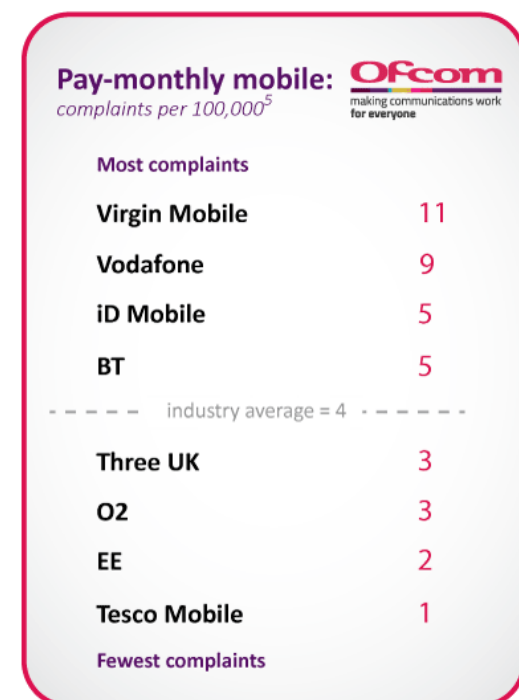 Pay-monthly mobile:
complaints per 100,000⁵
Ofcom
making communications work
for everyone
Most complaints
Virgin Mobile 11
Vodafone 9
iD Mobile 5
BT 5
industry average = 4
Three UK 3
O2 3
EE 2
Tesco Mobile 1
Fewest complaints